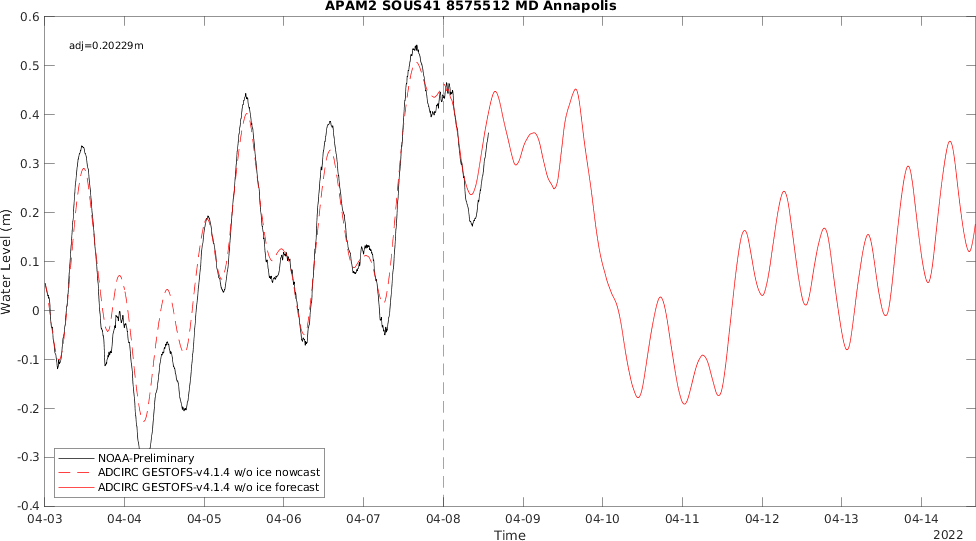 APAM2 SOUS41 8575512 MD Annapolis
adj=0.20229m
0.6
0.5
0.4
0.3
0.2
0.1
0
-0.1
-0.2
-0.3
-0.4
Water Level (m)
NOAA-Preliminary
ADCIRC GESTOFS-v4.1.4 w/o ice nowcast
ADCIRC GESTOFS-v4.1.4 w/o ice forecast
04-03 04-04 04-05 04-06 04-07 04-08 04-09 04-10 04-11 04-12 04-13 04-14
Time
2022